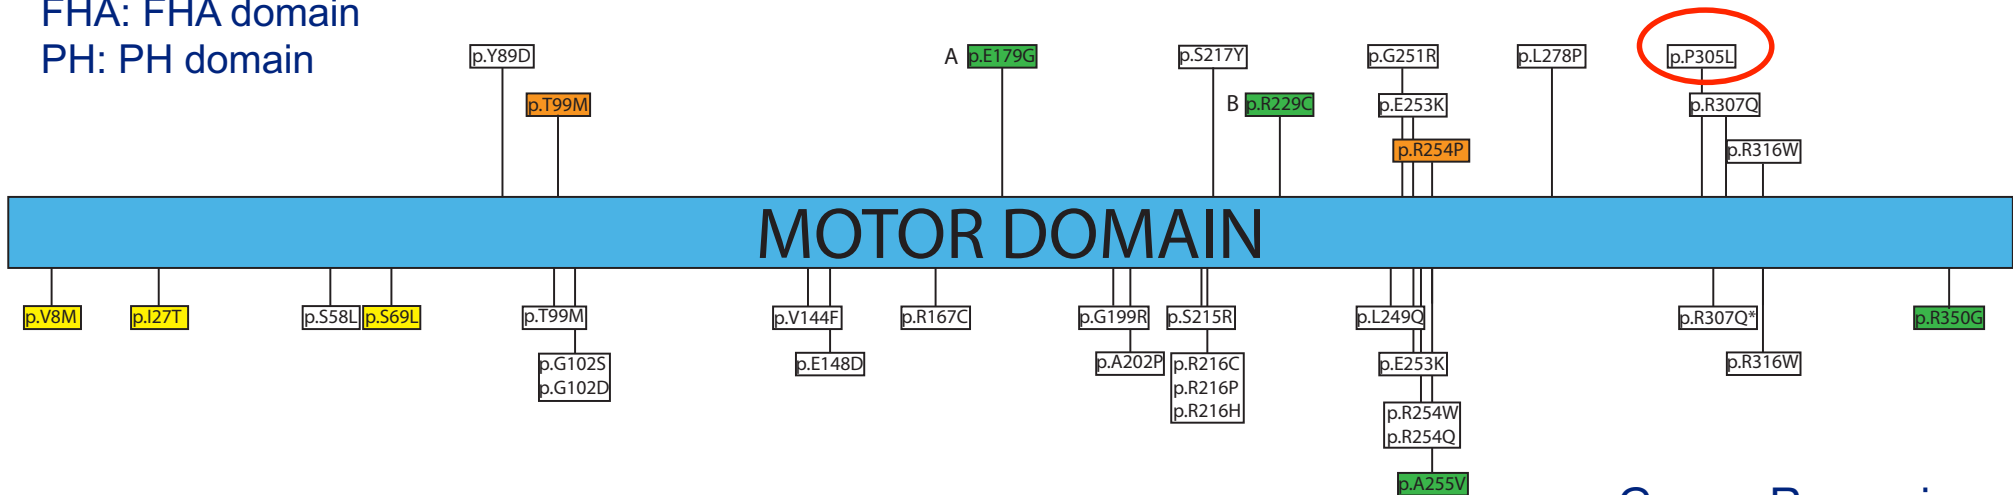 FHA: FHA domain
PH: PH domain
p.Y89D
A p.E179G
p.S217Y
p.G251R
p.L278P
p.P305L
p.T99M
B p.R229C
p.E253K
p.R307Q
p.R254P
p.R316W
MOTOR DOMAIN
p.V8M
p.I27T
p.S58L
p.S69L
p.T99M
p.V144F
p.R167C
p.G199R
p.S215R
p.L249Q
p.R307Q*
p.R350G
p.G102S
p.G102D
p.E148D
p.A202P
p.R216C
p.R216P
p.R216H
p.E253K
p.R316W
p.R254W
p.R254Q
p.A255V